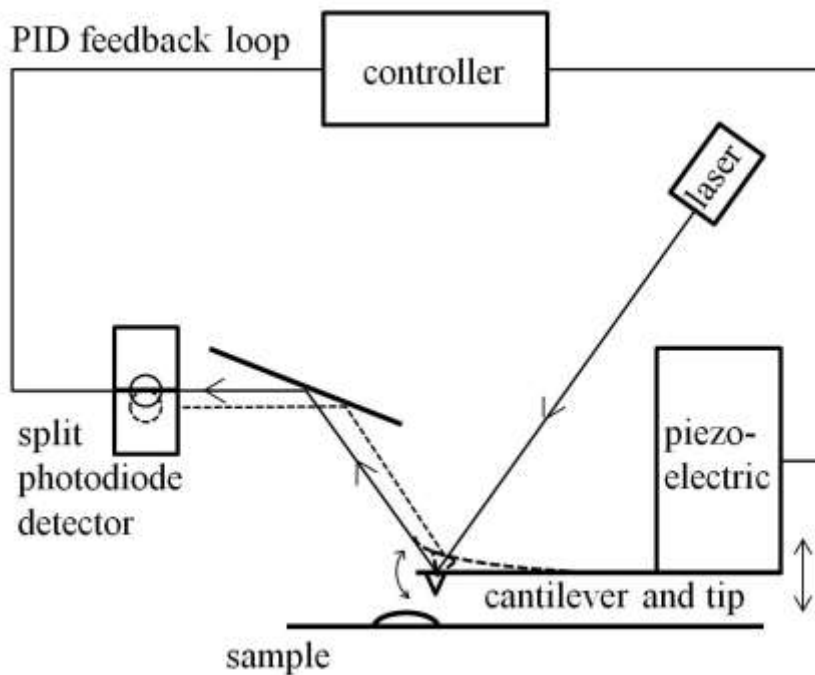 PID feedback loop
controller
laser
split
photodiode
detector
piezo-
electric
cantilever and tip
sample